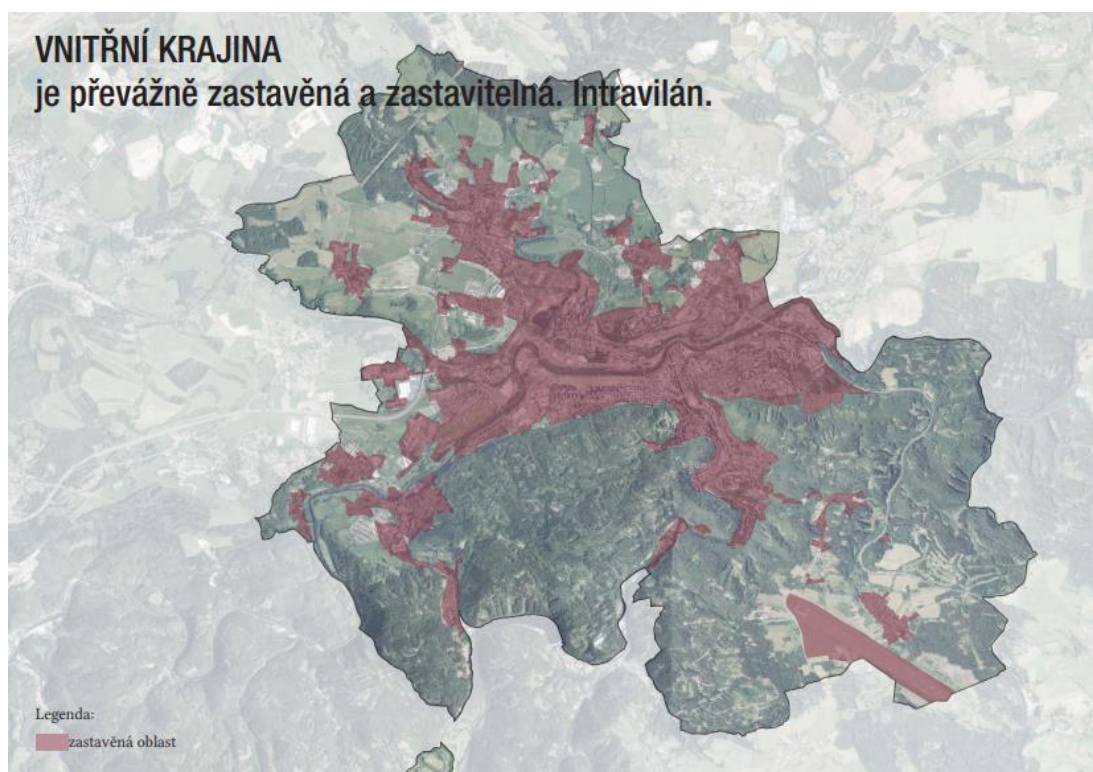 VNITŘNÍ KRAJINA
je převážně zastavěná a zastavitelná. Intravilán.
Legenda:
zastavěná oblast